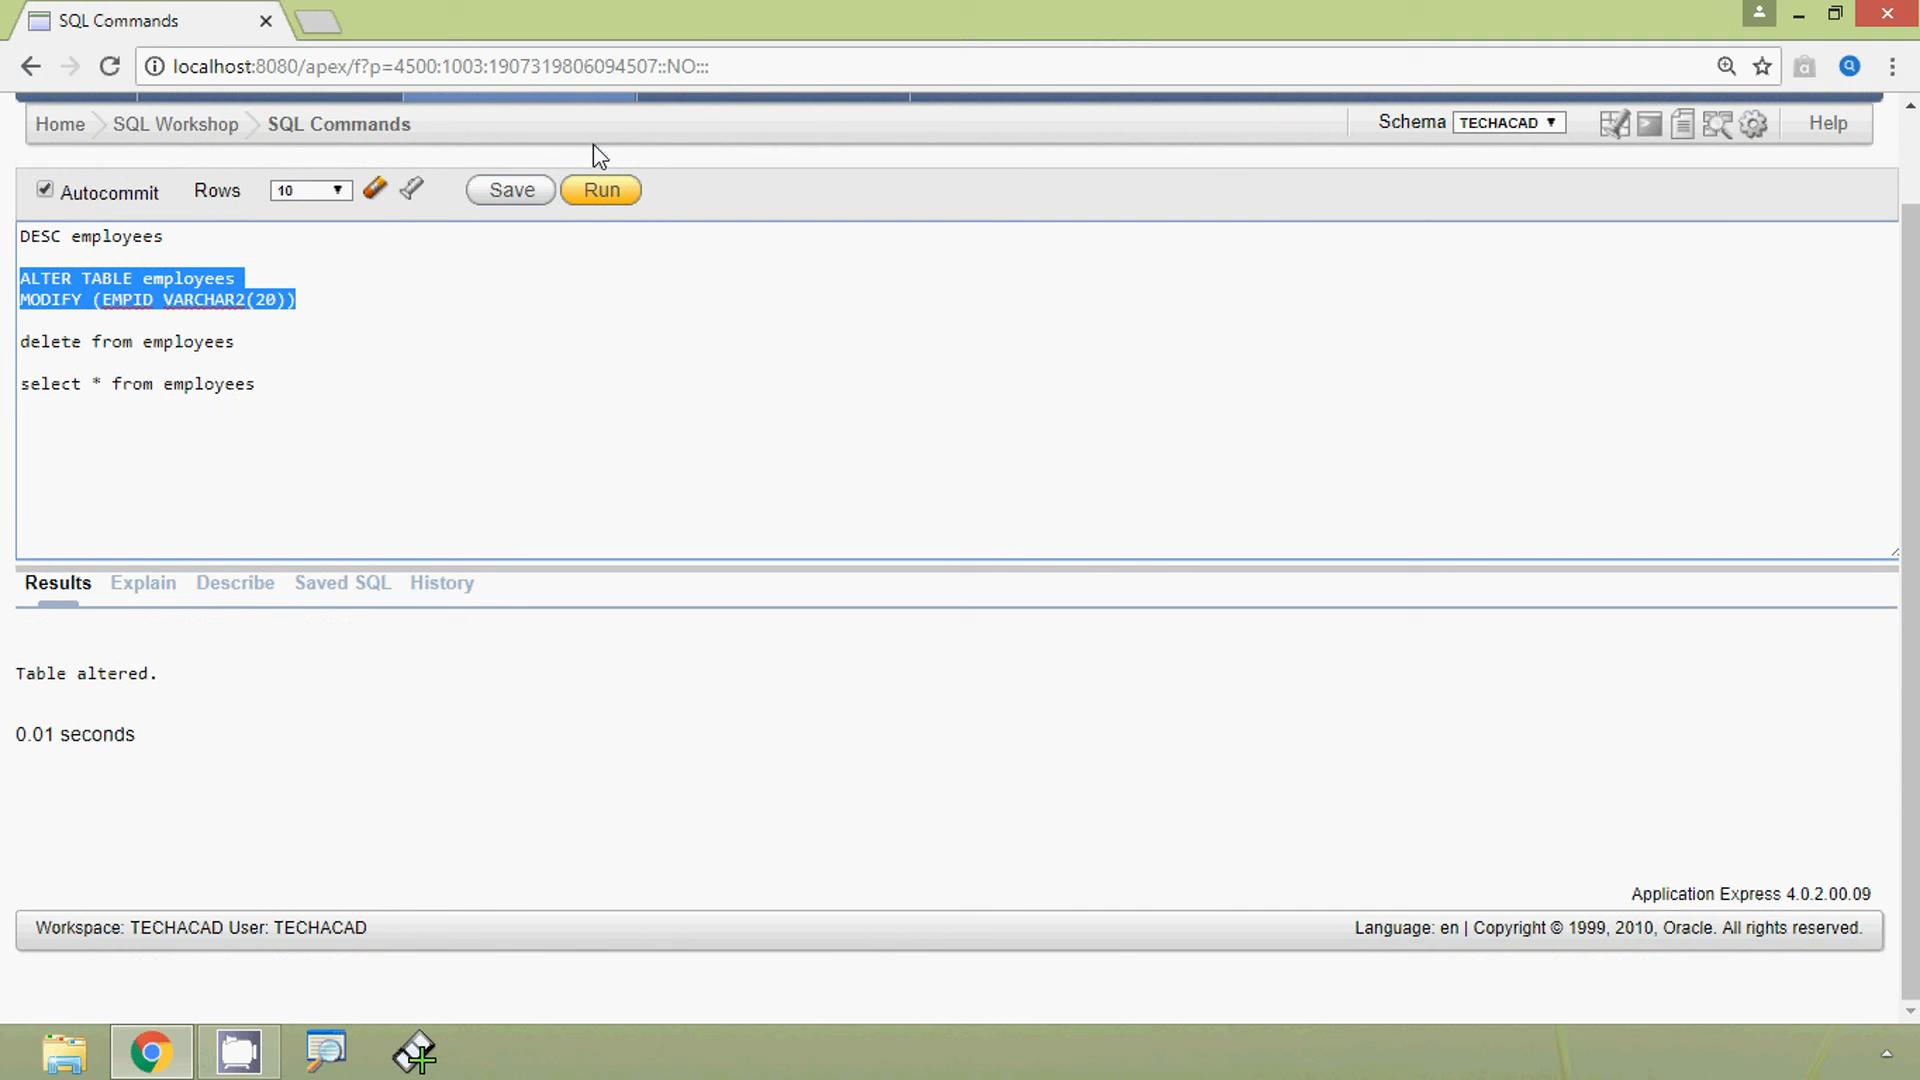 SQL Commands
localhost:8080/apex/f?p=4500:1003:1907319806094507::NO:::
Home SQL Workshop SQL Commands Schema TECHACAD Help
Autocommit Rows 10 Save Run
DESC employees
ALTER TABLE employees
MODIFY (EMPID VARCHAR2(20))
delete from employees
select * from employees
Results Explain Describe Saved SQL History
Table altered.
0.01 seconds
Application Express 4.0.2.00.09
Workspace: TECHACAD User: TECHACAD Language: en | Copyright © 1999, 2010, Oracle. All rights reserved.